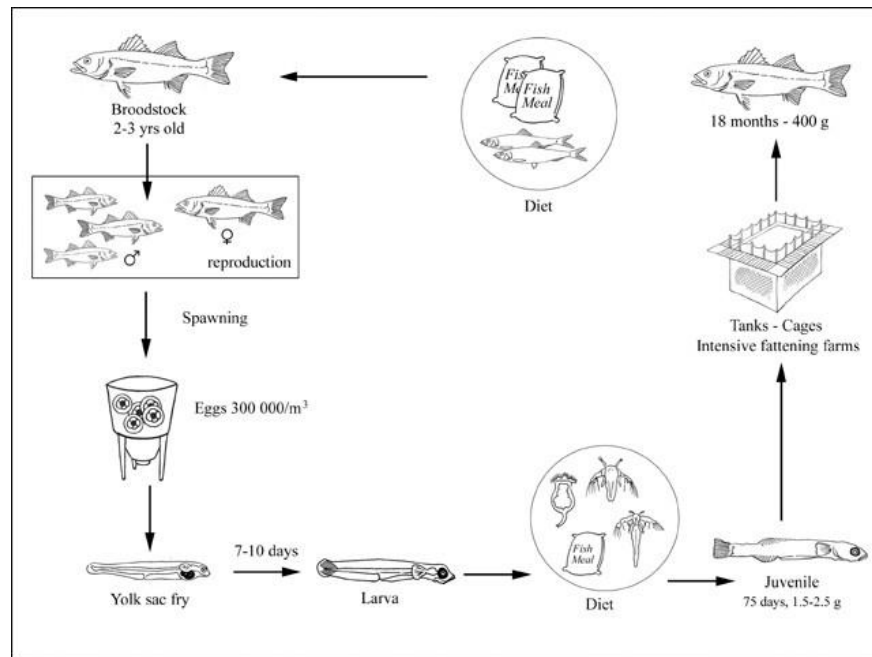 Broodstock
2-3 yrs old
Fish
Me
Fish
Meal
Diet
18 months - 400 g
♂
♀
reproduction
Spawning
Tanks - Cages
Intensive fattening farms
Eggs 300 000/m³
7-10 days
Yolk sac fry
Larva
Fish
Meal
Diet
Juvenile
75 days, 1.5-2.5 g